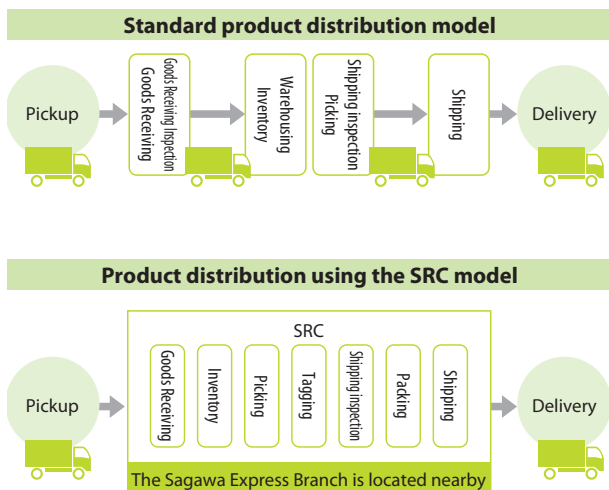 Standard product distribution model
Pickup
Goods Receiving Inspection
Goods Receiving
Warehousing
Inventory
Shipping inspection
Picking
Shipping
Delivery
Product distribution using the SRC model
SRC
Pickup
Goods Receiving
Inventory
Picking
Tagging
Shipping inspection
Packing
Shipping
Delivery
The Sagawa Express Branch is located nearby